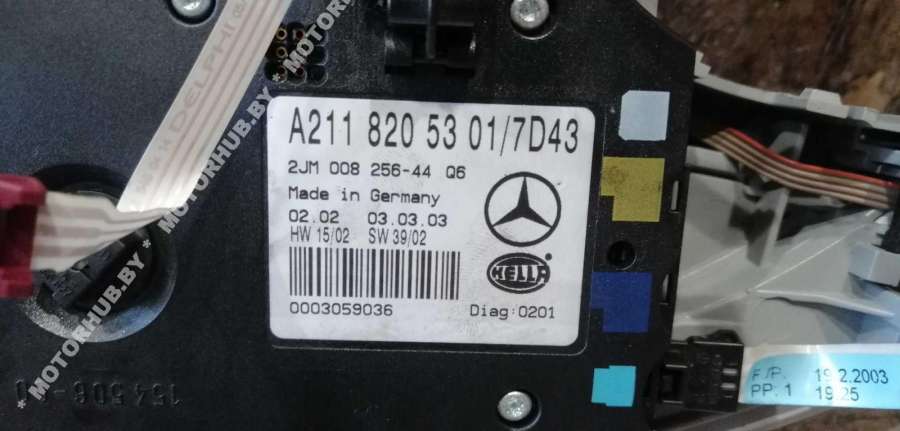 A211 820 53 01/7D43
2JM 008 256-44 Q6
Made in Germany
02.02 03.03.03
HW 15/02 SW 39/02
HELLA
0003059036
Diag:0201
F./P. 19.2.2003
PP: 1 19:25
DELPHI
* MOTORHUB.BY * MOTORHUB.BY * MOTORHUB.BY *